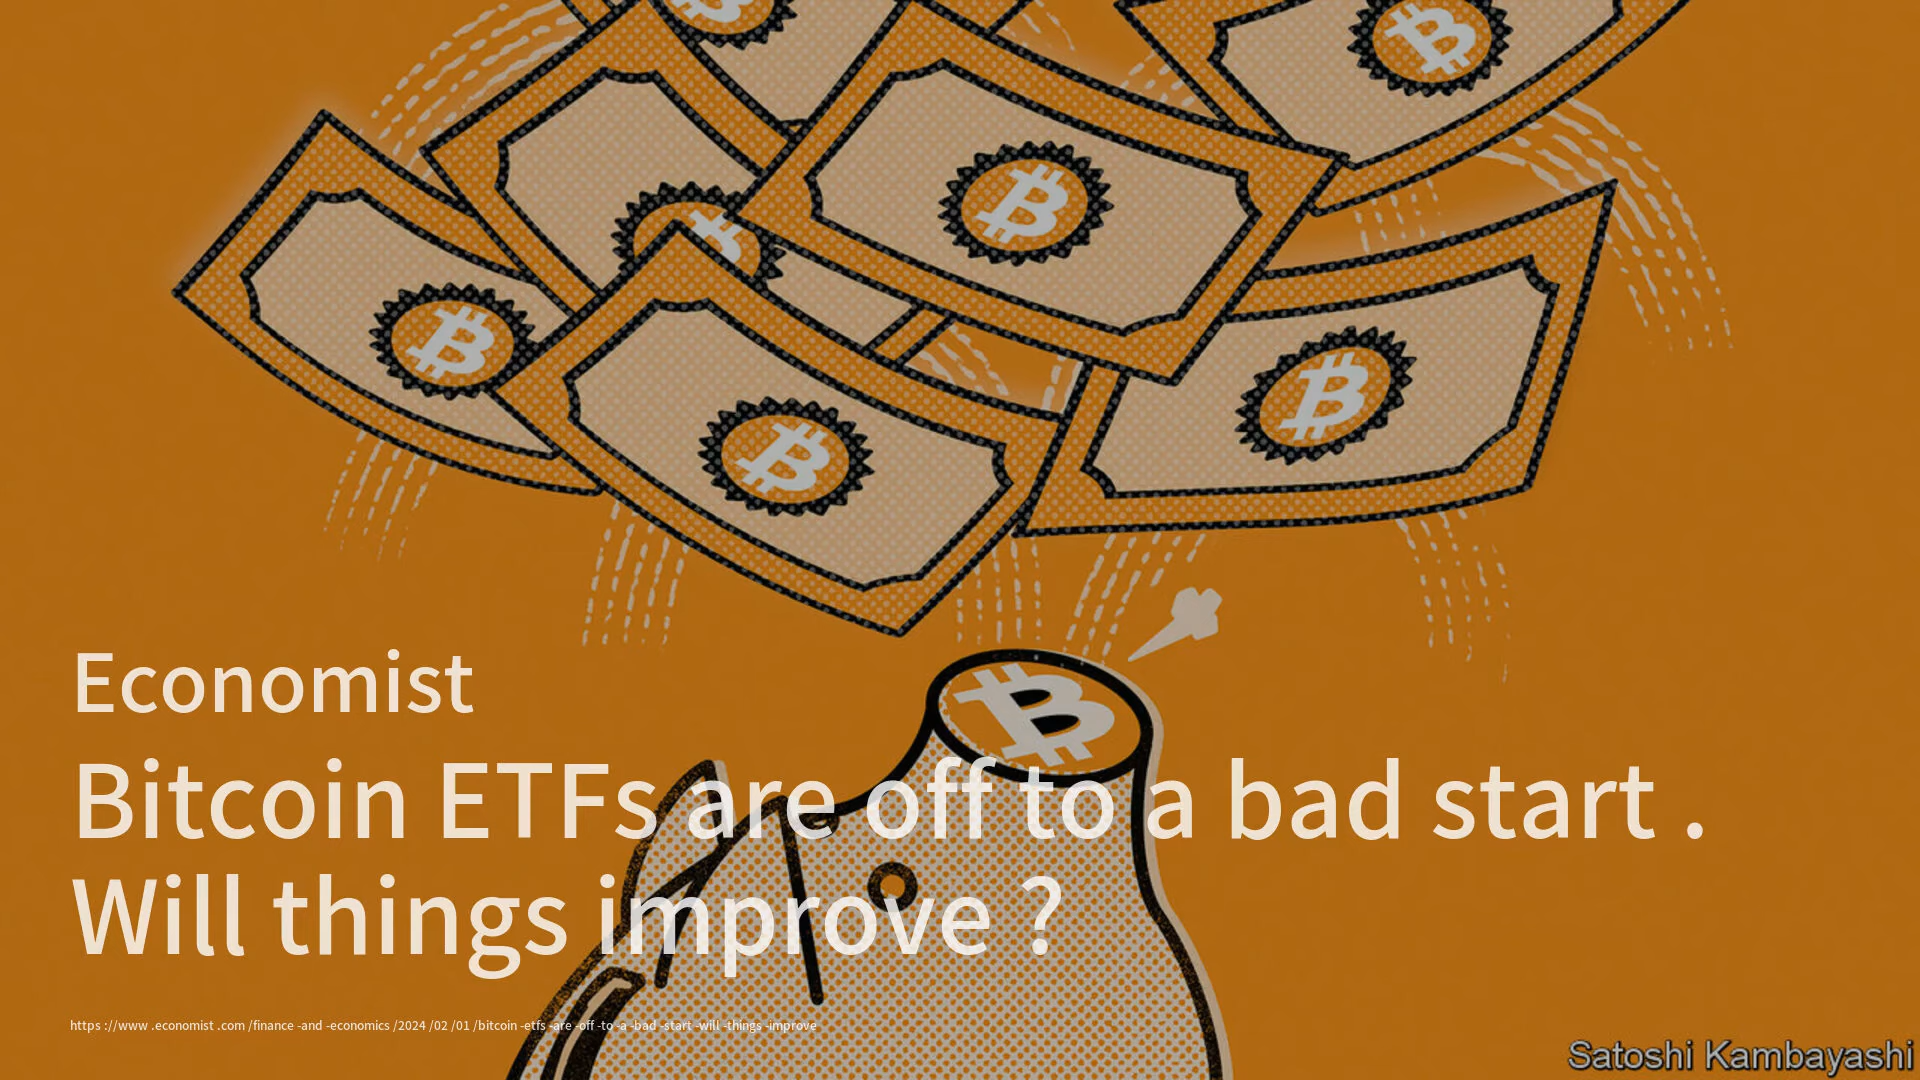 Economist
Bitcoin ETFs are off to a bad start .
Will things improve ?
https ://www .economist .com /finance -and -economics /2024 /02 /01 /bitcoin -etfs -are -off -to -a -bad -start -will -things -improve
Satoshi Kambayashi